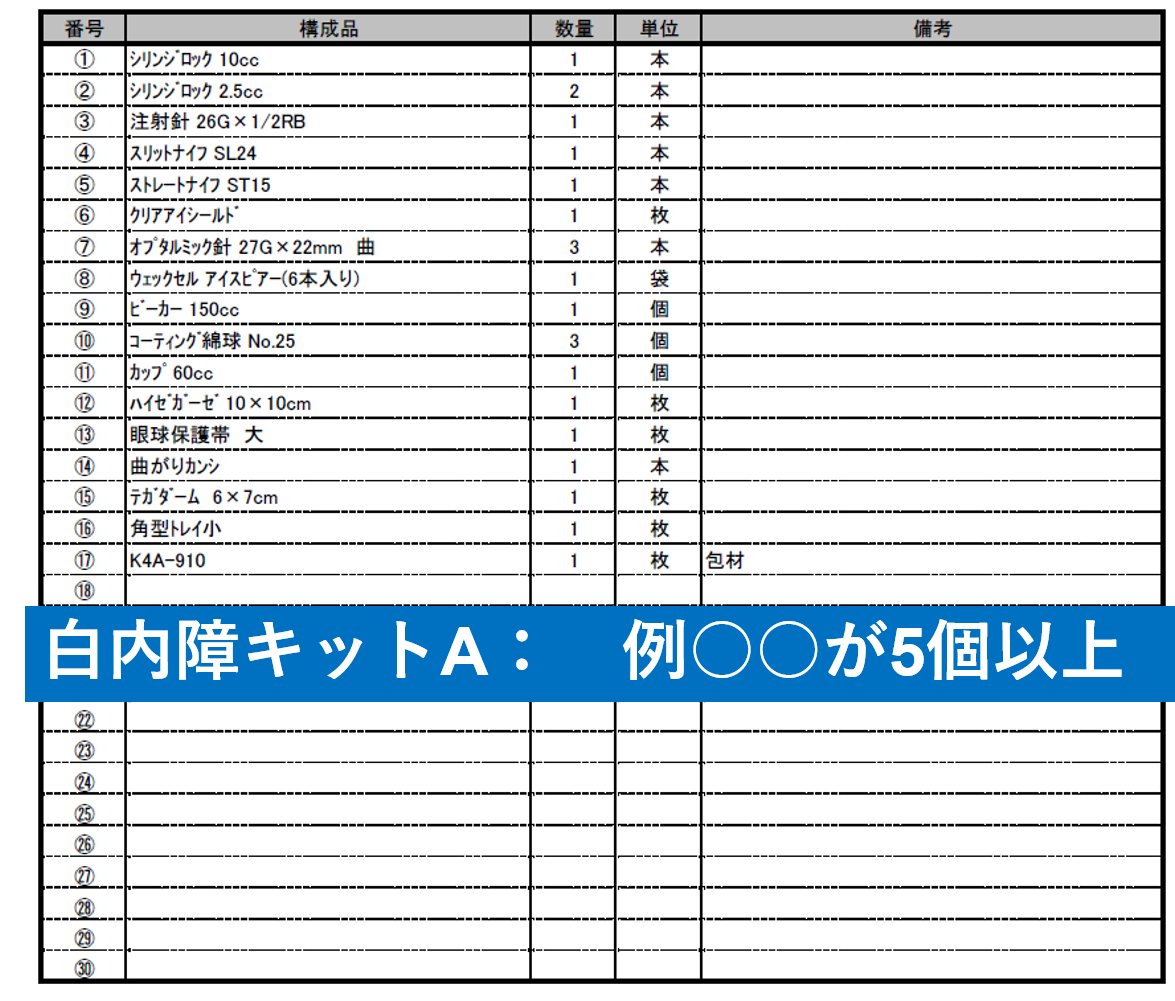 番号 構成品 数量 単位 備考
① ｼﾘﾝｼﾞﾛｯｸ 10cc 1 本
② ｼﾘﾝｼﾞﾛｯｸ 2.5cc 2 本
③ 注射針 26G×1/2RB 1 本
④ ｽﾘｯﾄﾅｲﾌ SL24 1 本
⑤ ｽﾄﾚｰﾄﾅｲﾌ ST15 1 本
⑥ ｸﾘｱアイｼｰﾙﾄﾞ 1 枚
⑦ ｵﾌﾟﾀﾙﾐｯｸ針 27G×22mm　曲 3 本
⑧ ｳｪｯｸｾﾙ ｱｲｽﾋﾟｱｰ(6本入り) 1 袋
⑨ ﾋﾞｰｶｰ 150cc 1 個
⑩ ｺｰﾃｨﾝｸﾞ綿球 No.25 3 個
⑪ ｶｯﾌﾟ 60cc 1 個
⑫ ﾊｲｾﾞｶﾞｰｾﾞ 10×10cm 1 枚
⑬ 眼球保護帯　大 1 枚
⑭ 曲がりｶﾝｼ 1 本
⑮ ﾃｶﾞﾀﾞｰﾑ　6×7cm 1 枚
⑯ 角型ﾄﾚｲ小 1 枚
⑰ K4A-910 1 枚 包材
⑱
白内障キットA：　例○○が5個以上
㉒
㉓
㉔
㉕
㉖
㉗
㉘
㉙
㉚